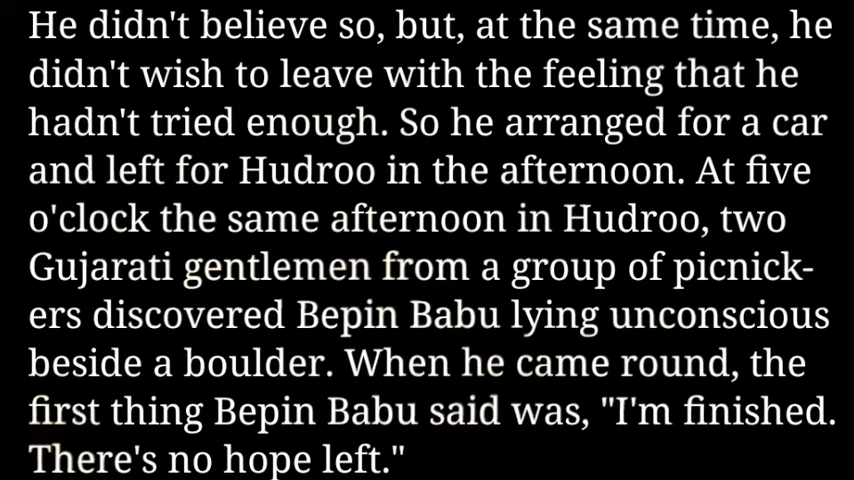 He didn't believe so, but, at the same time, he
didn't wish to leave with the feeling that he
hadn't tried enough. So he arranged for a car
and left for Hudroo in the afternoon. At five
o'clock the same afternoon in Hudroo, two
Gujarati gentlemen from a group of picnick-
ers discovered Bepin Babu lying unconscious
beside a boulder. When he came round, the
first thing Bepin Babu said was, "I'm finished.
There's no hope left."